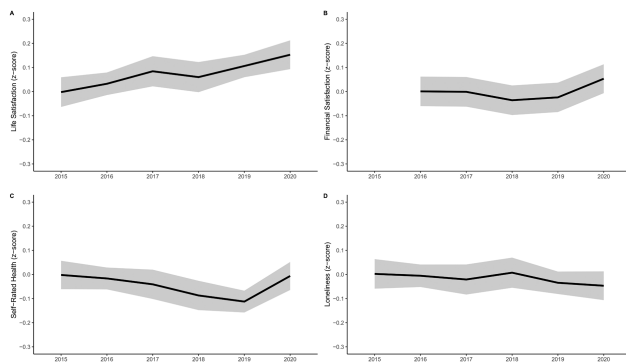 A
Life Satisfaction (z−score)
0.3
0.2
0.1
0.0
−0.1
−0.2
−0.3
2015 2016 2017 2018 2019 2020
B
Financial Satisfaction (z−score)
0.3
0.2
0.1
0.0
−0.1
−0.2
−0.3
2015 2016 2017 2018 2019 2020
C
Self−Rated Health (z−score)
0.3
0.2
0.1
0.0
−0.1
−0.2
−0.3
2015 2016 2017 2018 2019 2020
D
Loneliness (z−score)
0.3
0.2
0.1
0.0
−0.1
−0.2
−0.3
2015 2016 2017 2018 2019 2020